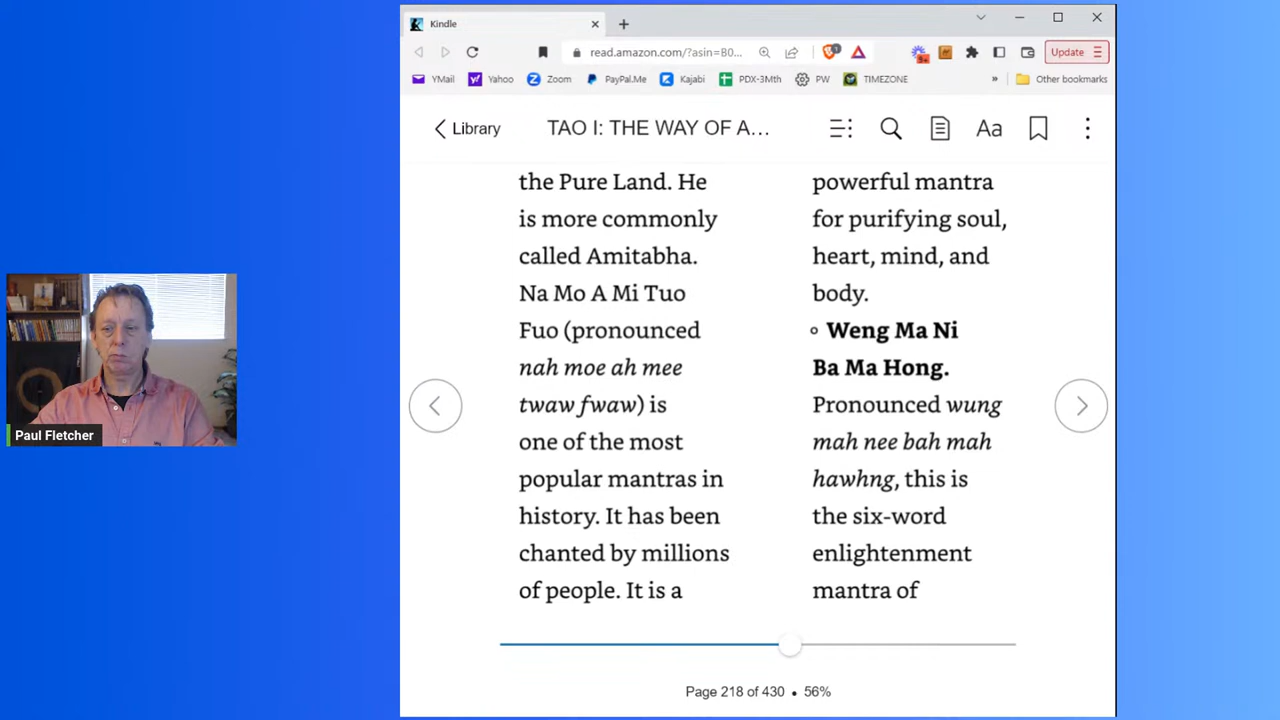 Kindle
read.amazon.com/?asin=B0...
Update
YMail Yahoo Zoom PayPal.Me Kajabi PDX-3Mth PW TIMEZONE » Other bookmarks
Library
TAO I: THE WAY OF A...
Aa
the Pure Land. He
is more commonly
called Amitabha.
Na Mo A Mi Tuo
Fuo (pronounced
nah moe ah mee
twaw fwaw) is
one of the most
popular mantras in
history. It has been
chanted by millions
of people. It is a
powerful mantra
for purifying soul,
heart, mind, and
body.
◦ Weng Ma Ni
Ba Ma Hong.
Pronounced wung
mah nee bah mah
hawhng, this is
the six-word
enlightenment
mantra of
Page 218 of 430 • 56%
Paul Fletcher